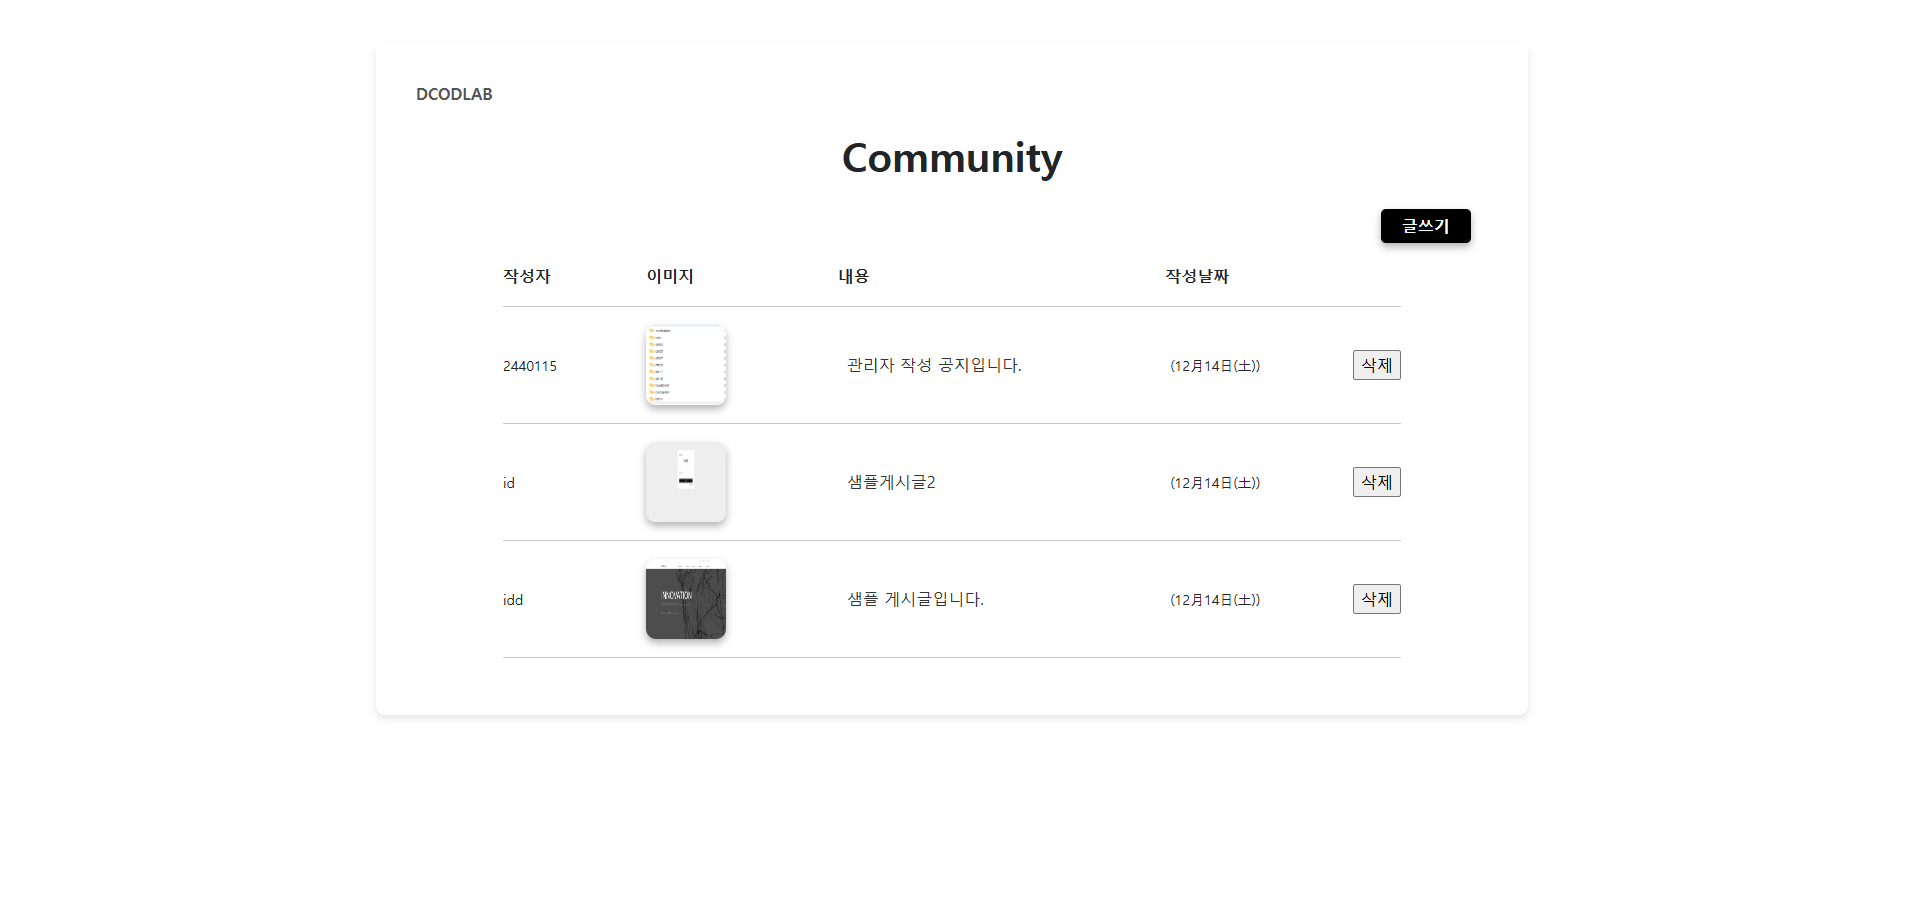 DCODLAB
Community
글쓰기
작성자 이미지 내용 작성날짜
2440115 관리자 작성 공지입니다. (12月14日(土)) 삭제
id 샘플게시글2 (12月14日(土)) 삭제
INNOVATION
idd 샘플 게시글입니다. (12月14日(土)) 삭제